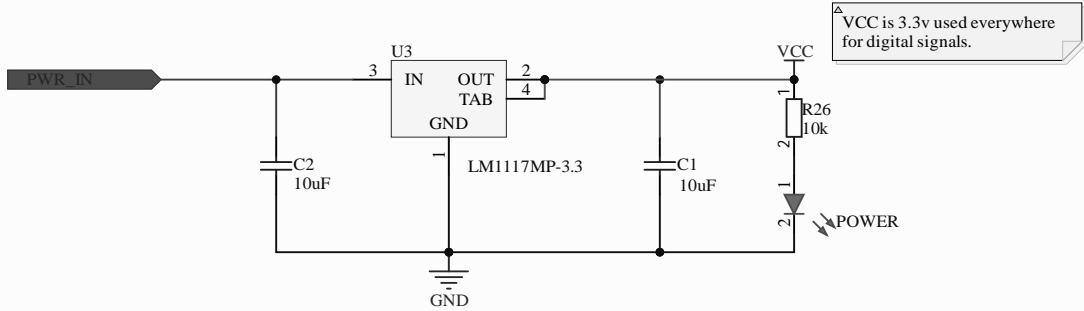 VCC is 3.3v used everywhere
for digital signals.
VCC
U3
PWR_IN
3
IN
OUT
2
TAB
4
GND
1
LM1117MP-3.3
C2
10uF
C1
10uF
1
R26
10k
2
1
2
POWER
GND